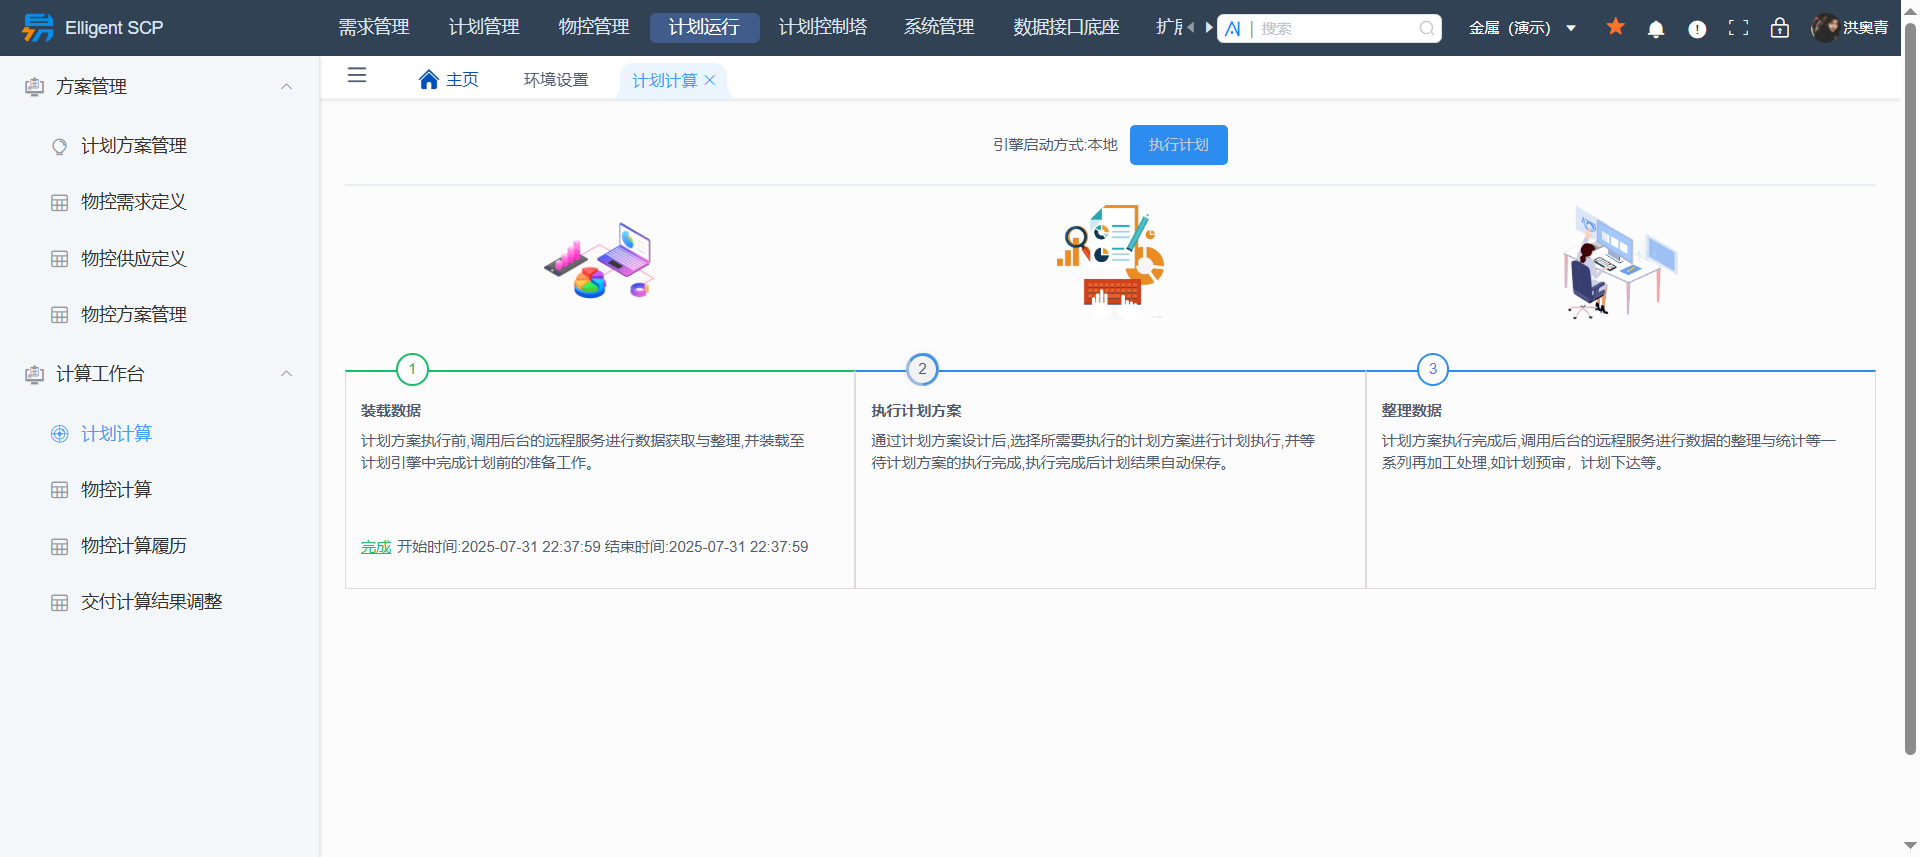 Elligent SCP
需求管理
计划管理
物控管理
计划运行
计划控制塔
系统管理
数据接口底座
扩
AI | 搜索
金属（演示）
洪奥青
方案管理
计划方案管理
物控需求定义
物控供应定义
物控方案管理
计算工作台
计划计算
物控计算
物控计算履历
交付计算结果调整
主页
环境设置
计划计算
引擎启动方式:本地
执行计划
1
装载数据
计划方案执行前,调用后台的远程服务进行数据获取与整理,并装载至
计划引擎中完成计划前的准备工作。
完成 开始时间:2025-07-31 22:37:59 结束时间:2025-07-31 22:37:59
2
执行计划方案
通过计划方案设计后,选择所需要执行的计划方案进行计划执行,并等
待计划方案的执行完成,执行完成后计划结果自动保存。
3
整理数据
计划方案执行完成后,调用后台的远程服务进行数据的整理与统计等一
系列再加工处理,如计划预审，计划下达等。